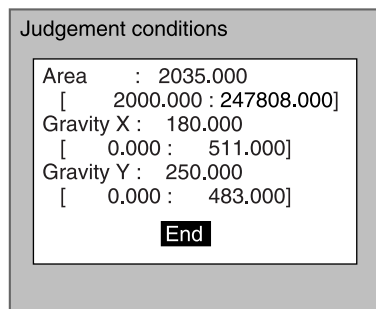 Judgement conditions
Area : 2035.000
[ 2000.000 : 247808.000]
Gravity X : 180.000
[ 0.000 : 511.000]
Gravity Y : 250.000
[ 0.000 : 483.000]
End